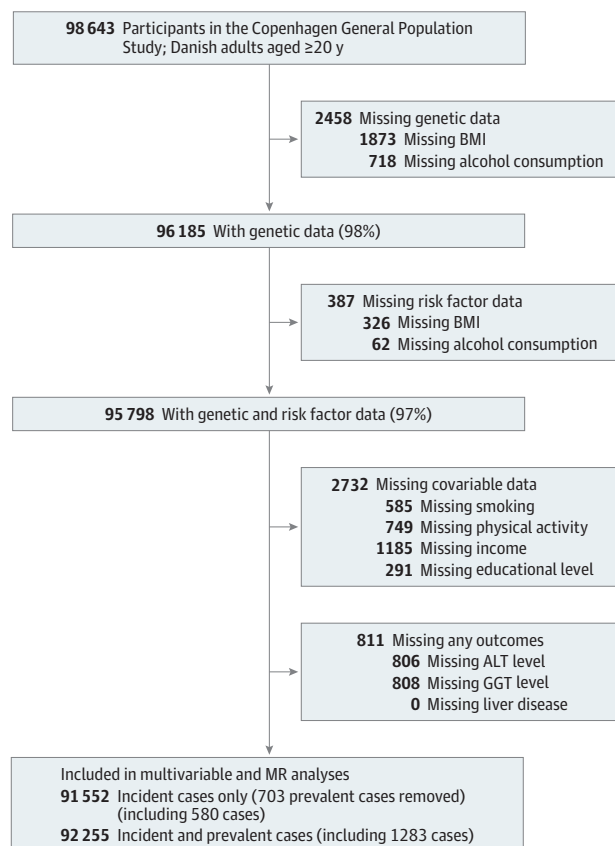 98 643 Participants in the Copenhagen General Population
Study; Danish adults aged ≥20 y
2458 Missing genetic data
1873 Missing BMI
718 Missing alcohol consumption
96 185 With genetic data (98%)
387 Missing risk factor data
326 Missing BMI
62 Missing alcohol consumption
95 798 With genetic and risk factor data (97%)
2732 Missing covariable data
585 Missing smoking
749 Missing physical activity
1185 Missing income
291 Missing educational level
811 Missing any outcomes
806 Missing ALT level
808 Missing GGT level
0 Missing liver disease
Included in multivariable and MR analyses
91 552 Incident cases only (703 prevalent cases removed)
(including 580 cases)
92 255 Incident and prevalent cases (including 1283 cases)